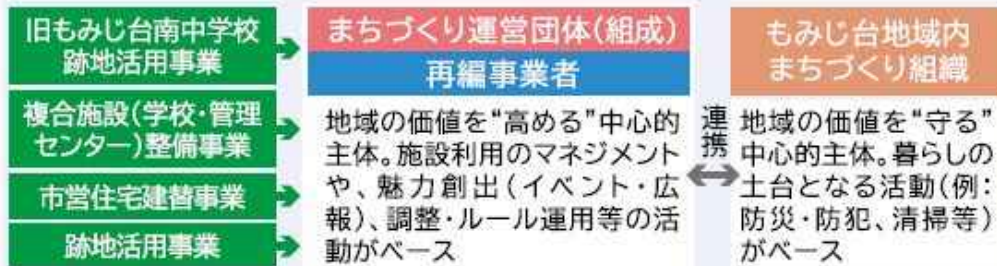 旧もみじ台南中学校
跡地活用事業
複合施設(学校・管理
センター)整備事業
市営住宅建替事業
跡地活用事業
まちづくり運営団体(組成)
再編事業者
地域の価値を“高める”中心的
主体。施設利用のマネジメント
や、魅力創出(イベント・広
報)、調整・ルール運用等の活
動がベース
連携
もみじ台地域内
まちづくり組織
地域の価値を“守る”
中心的主体。暮らしの
土台となる活動(例:
防災・防犯、清掃等)
がベース